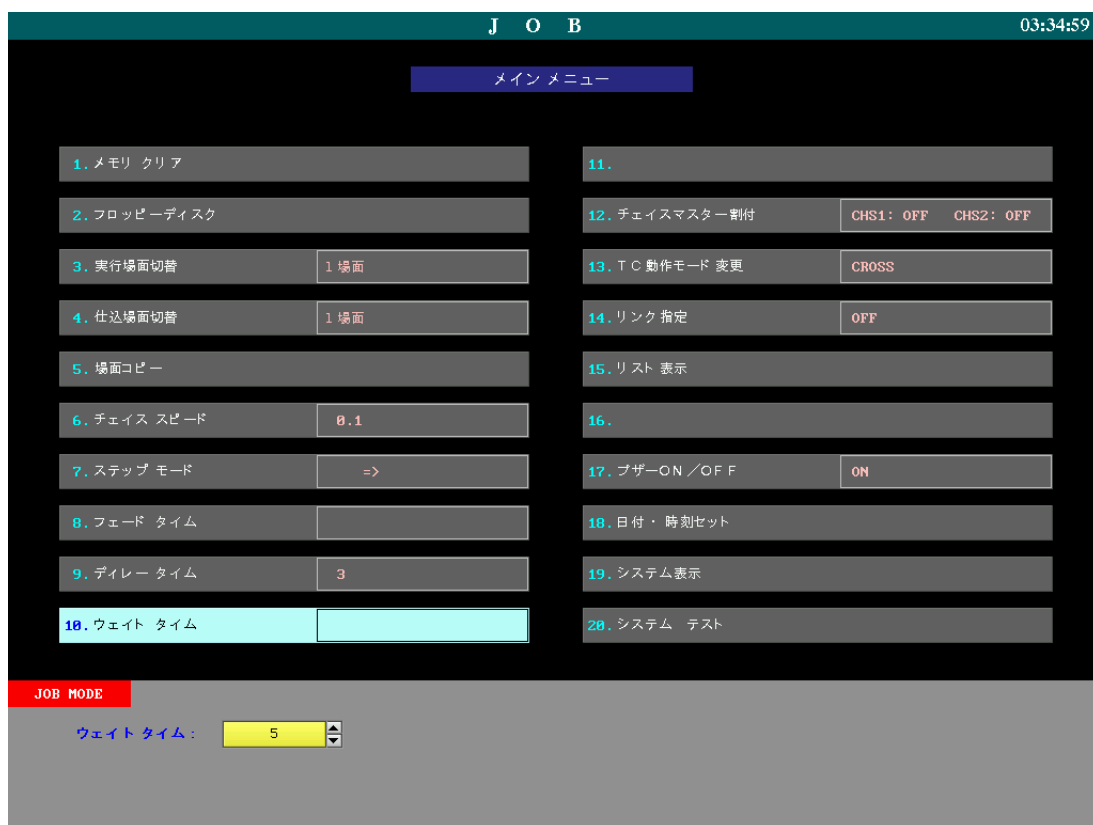 J O B 03:34:59
メイン メニュー
1. メモリ クリア
2. フロッピーディスク
3. 実行場面切替 1 場面
4. 仕込場面切替 1 場面
5. 場面コピー
6. チェイス スピード 0.1
7. ステップ モード =>
8. フェード タイム
9. ディレー タイム 3
10. ウェイト タイム
11.
12. チェイスマスター割付 CHS1: OFF CHS2: OFF
13. TC動作モード 変更 CROSS
14. リンク指定 OFF
15. リスト 表示
16.
17. ブザーON/OFF ON
18. 日付・時刻セット
19. システム表示
20. システム テスト
JOB MODE
ウェイト タイム: 5